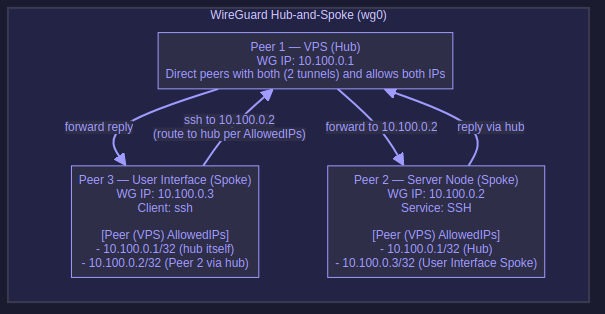 WireGuard Hub-and-Spoke (wg0)
Peer 1 — VPS (Hub)
WG IP: 10.100.0.1
Direct peers with both (2 tunnels) and allows both IPs
forward reply
ssh to 10.100.0.2
(route to hub per AllowedIPs)
forward to 10.100.0.2
reply via hub
Peer 3 — User Interface (Spoke)
WG IP: 10.100.0.3
Client: ssh
[Peer (VPS) AllowedIPs]
- 10.100.0.1/32 (hub itself)
- 10.100.0.2/32 (Peer 2 via hub)
Peer 2 — Server Node (Spoke)
WG IP: 10.100.0.2
Service: SSH
[Peer (VPS) AllowedIPs]
- 10.100.0.1/32 (Hub)
- 10.100.0.3/32 (User Interface Spoke)